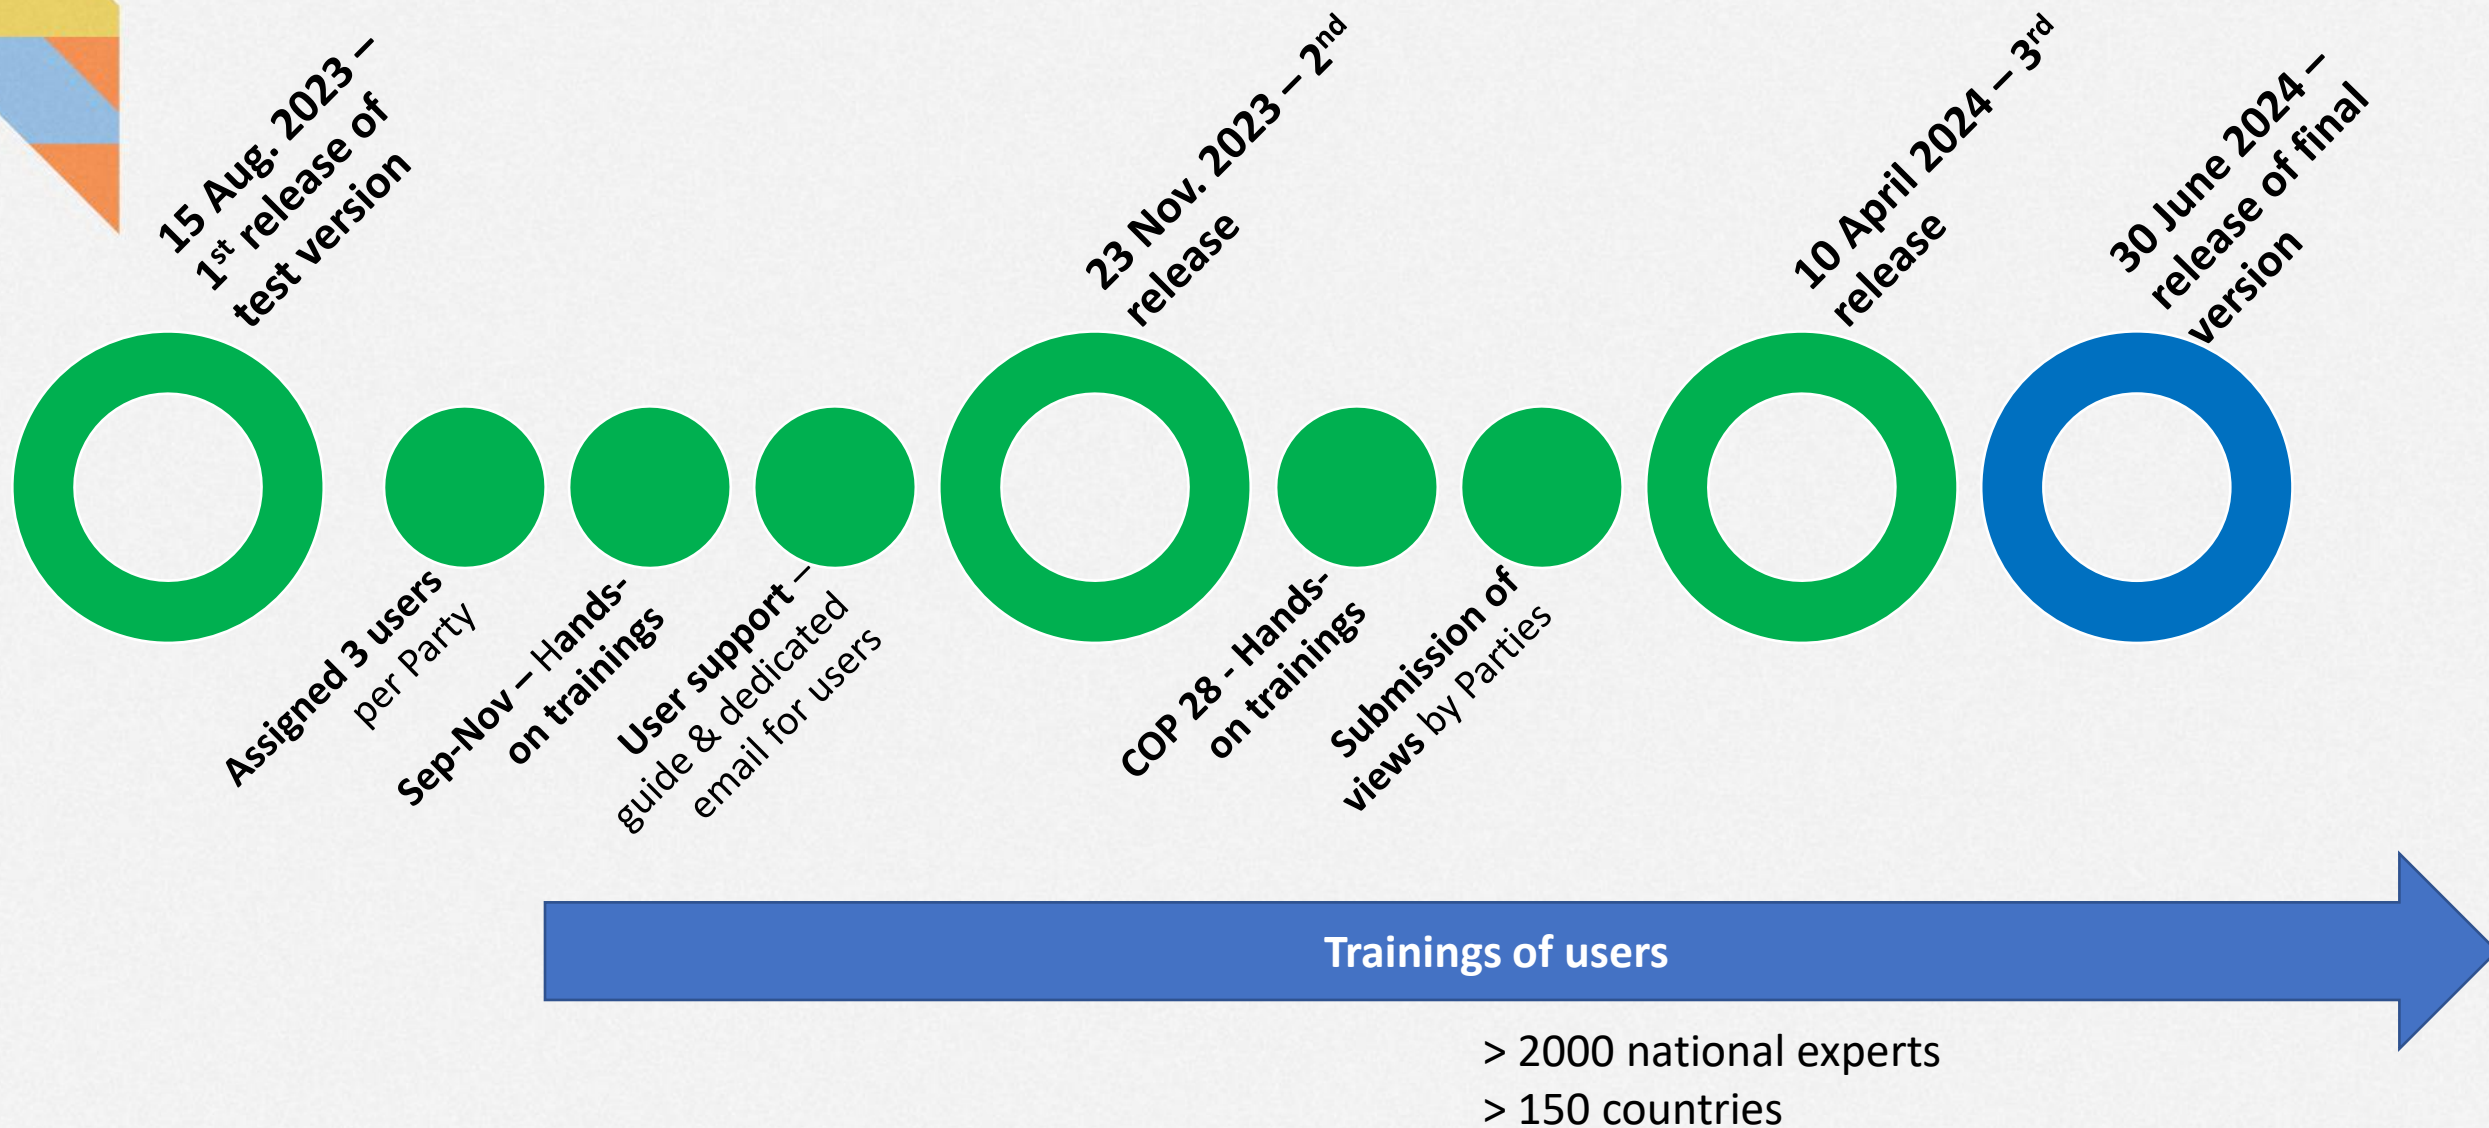 15 Aug. 2023 –
1st release of
test version
23 Nov. 2023 – 2nd
release
10 April 2024 – 3rd
release
30 June 2024 –
release of final
version
Assigned 3 users
per Party
Sep-Nov – Hands-
on trainings
User support –
guide & dedicated
email for users
COP 28 - Hands-
on trainings
Submission of
views by Parties
Trainings of users
> 2000 national experts
> 150 countries